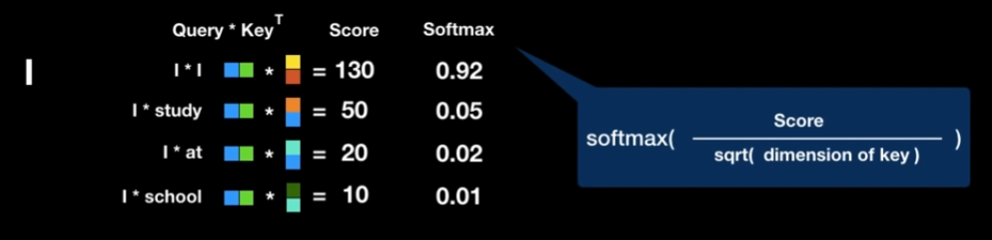 Query * Key^T Score Softmax
I
I * I * = 130 0.92
I * study * = 50 0.05
I * at * = 20 0.02
I * school * = 10 0.01
softmax( Score / sqrt( dimension of key ) )